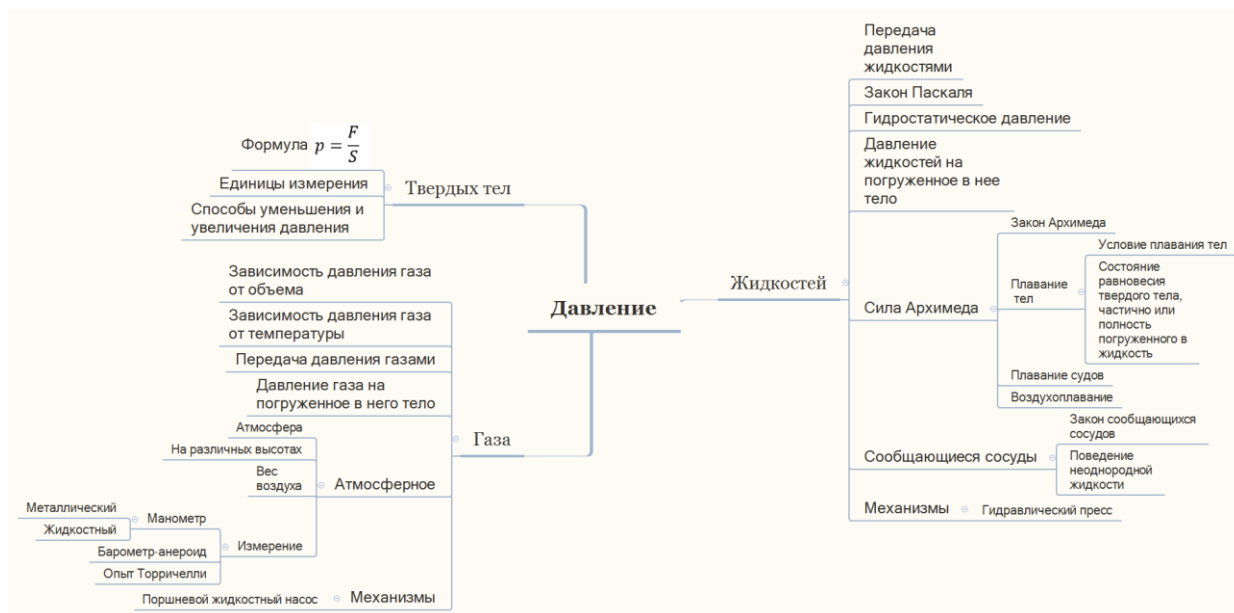 Давление
Твердых тел
Формула p = F/S
Единицы измерения
Способы уменьшения и
увеличения давления
Газа
Зависимость давления газа
от объема
Зависимость давления газа
от температуры
Передача давления газами
Давление газа на
погруженное в него тело
Атмосферное
Атмосфера
На различных высотах
Вес
воздуха
Измерение
Манометр
Металлический
Жидкостный
Барометр-анероид
Опыт Торричелли
Механизмы
Поршневой жидкостный насос
Жидкостей
Передача
давления
жидкостями
Закон Паскаля
Гидростатическое давление
Давление
жидкостей на
погруженное в нее
тело
Сила Архимеда
Закон Архимеда
Плавание
тел
Условие плавания тел
Состояние
равновесия
твердого тела,
частично или
полность
погруженного в
жидкость
Плавание судов
Воздухоплавание
Сообщающиеся сосуды
Закон сообщающихся
сосудов
Поведение
неоднородной
жидкости
Механизмы
Гидравлический пресс